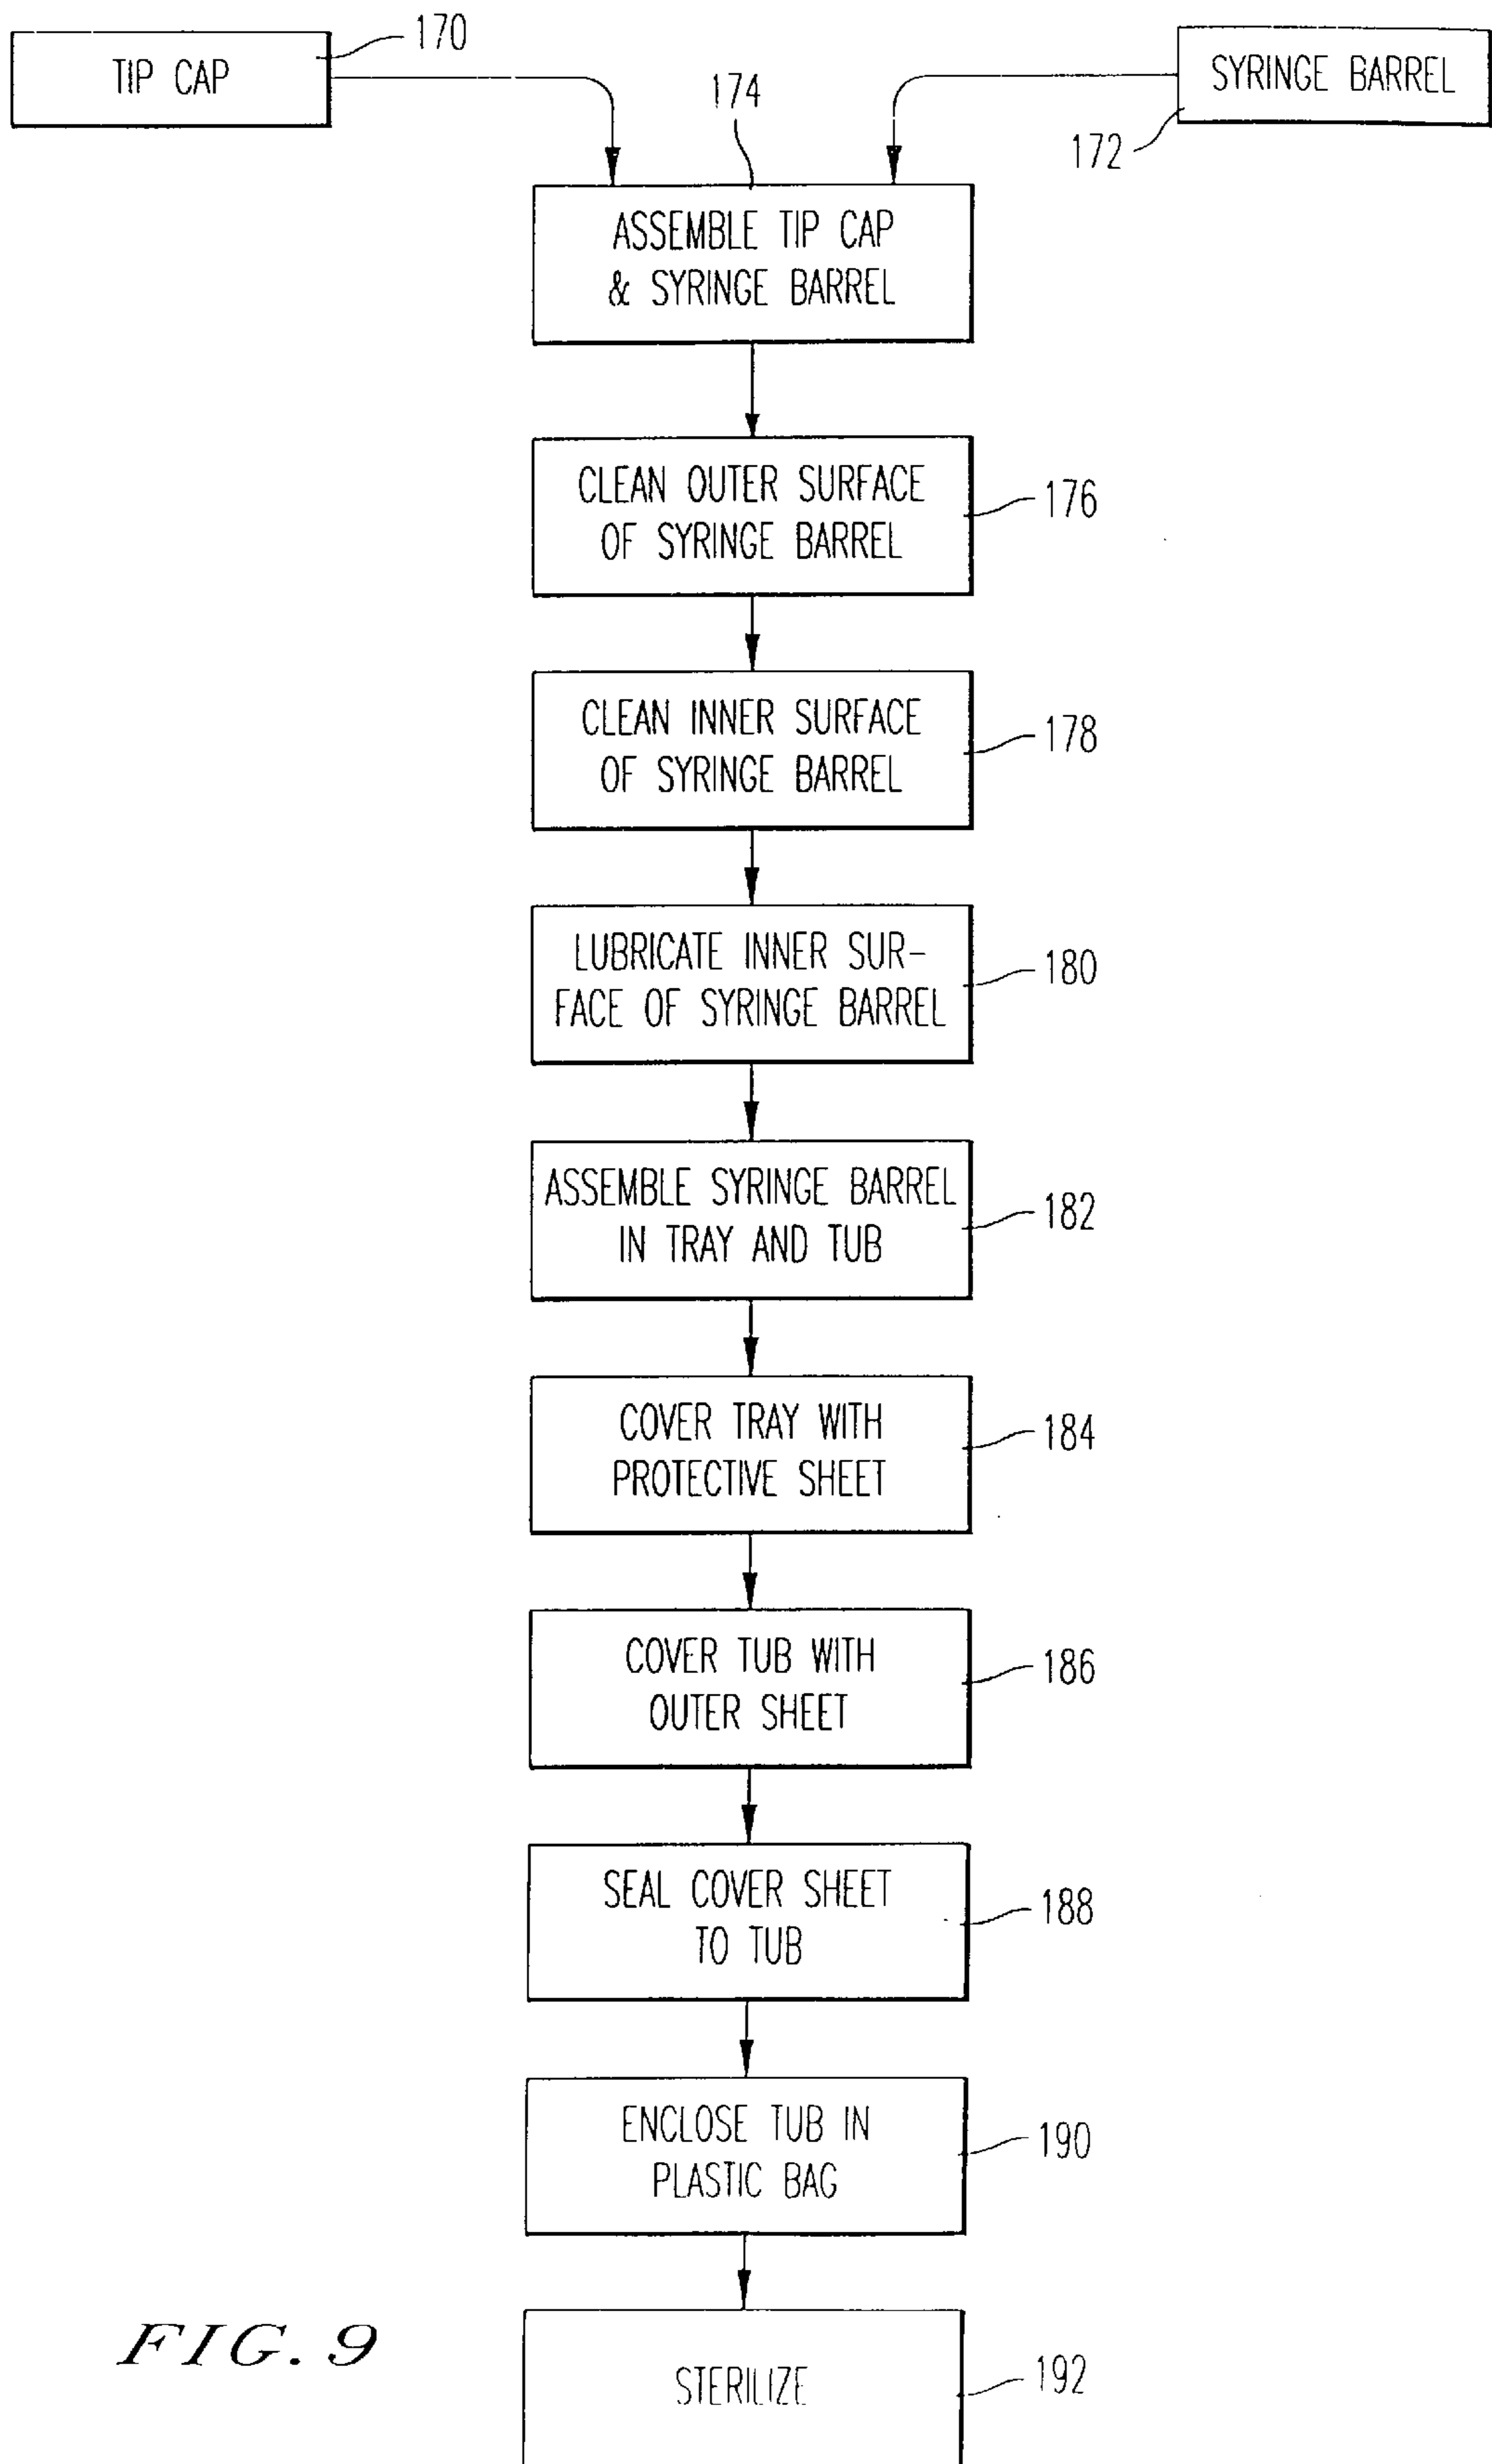 TIP CAP
170
SYRINGE BARREL
172
174
ASSEMBLE TIP CAP
& SYRINGE BARREL
CLEAN OUTER SURFACE
OF SYRINGE BARREL
176
CLEAN INNER SURFACE
OF SYRINGE BARREL
178
LUBRICATE INNER SUR-
FACE OF SYRINGE BARREL
180
ASSEMBLE SYRINGE BARREL
IN TRAY AND TUB
182
COVER TRAY WITH
PROTECTIVE SHEET
184
COVER TUB WITH
OUTER SHEET
186
SEAL COVER SHEET
TO TUB
188
ENCLOSE TUB IN
PLASTIC BAG
190
STERILIZE
192
FIG. 9